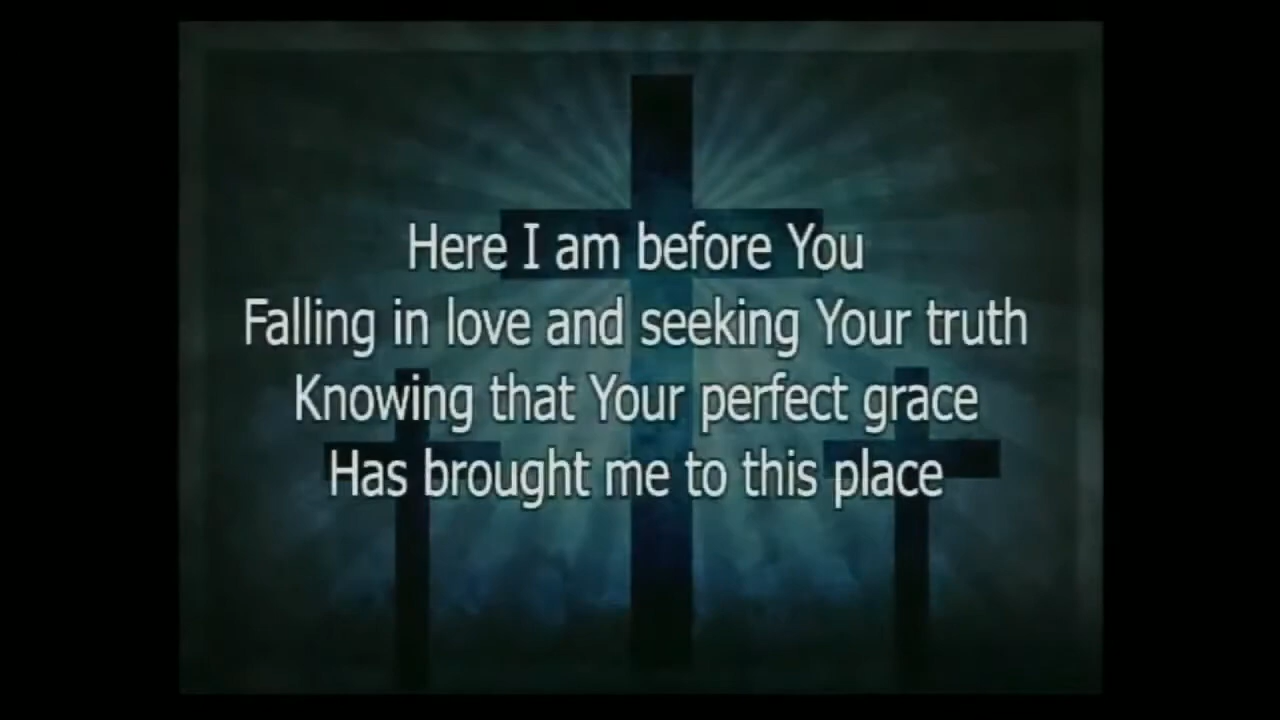 Here I am before You
Falling in love and seeking Your truth
Knowing that Your perfect grace
Has brought me to this place